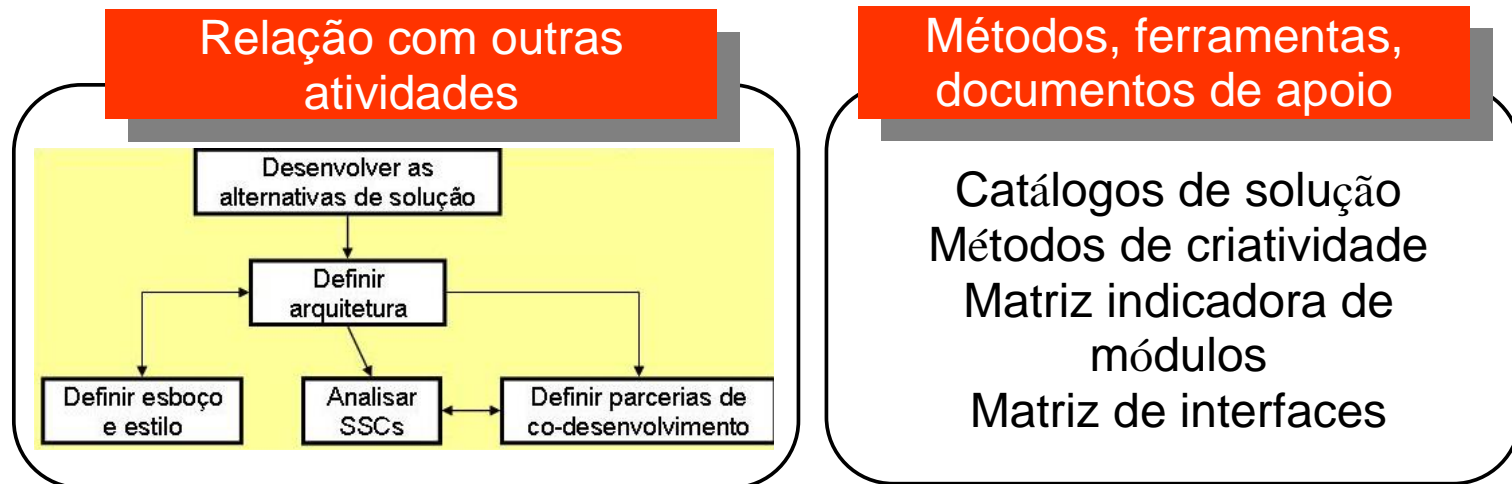 Relação com outras
atividades
Desenvolver as
alternativas de solução
Definir
arquitetura
Definir esboço
e estilo
Analisar
SSCs
Definir parcerias de
co-desenvolvimento
Métodos, ferramentas,
documentos de apoio
Catálogos de solução
Métodos de criatividade
Matriz indicadora de
módulos
Matriz de interfaces